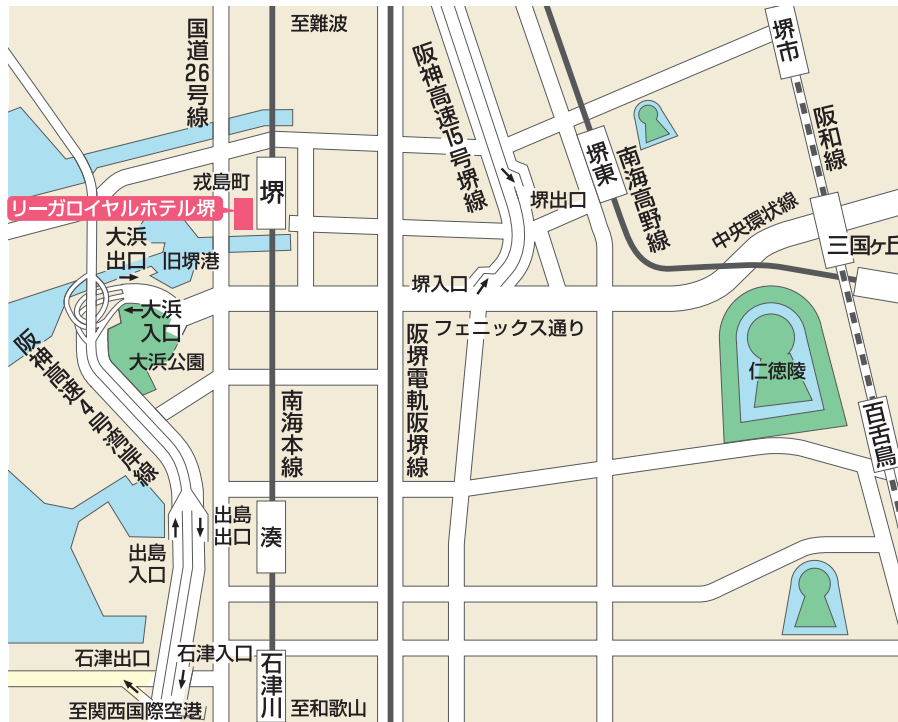 至難波
国道26号線
阪神高速15号堺線
堺市
阪和線
堺東
南海高野線
戎島町
堺
リーガロイヤルホテル堺
堺出口
中央環状線
三国ヶ丘
大浜
出口
旧堺港
堺入口
大浜
入口
フェニックス通り
大浜公園
阪神高速4号湾岸線
阪堺電軌阪堺線
仁徳陵
南海本線
百舌鳥
出島
出口
湊
出島
入口
石津出口
石津入口
石津川
至関西国際空港
至和歌山